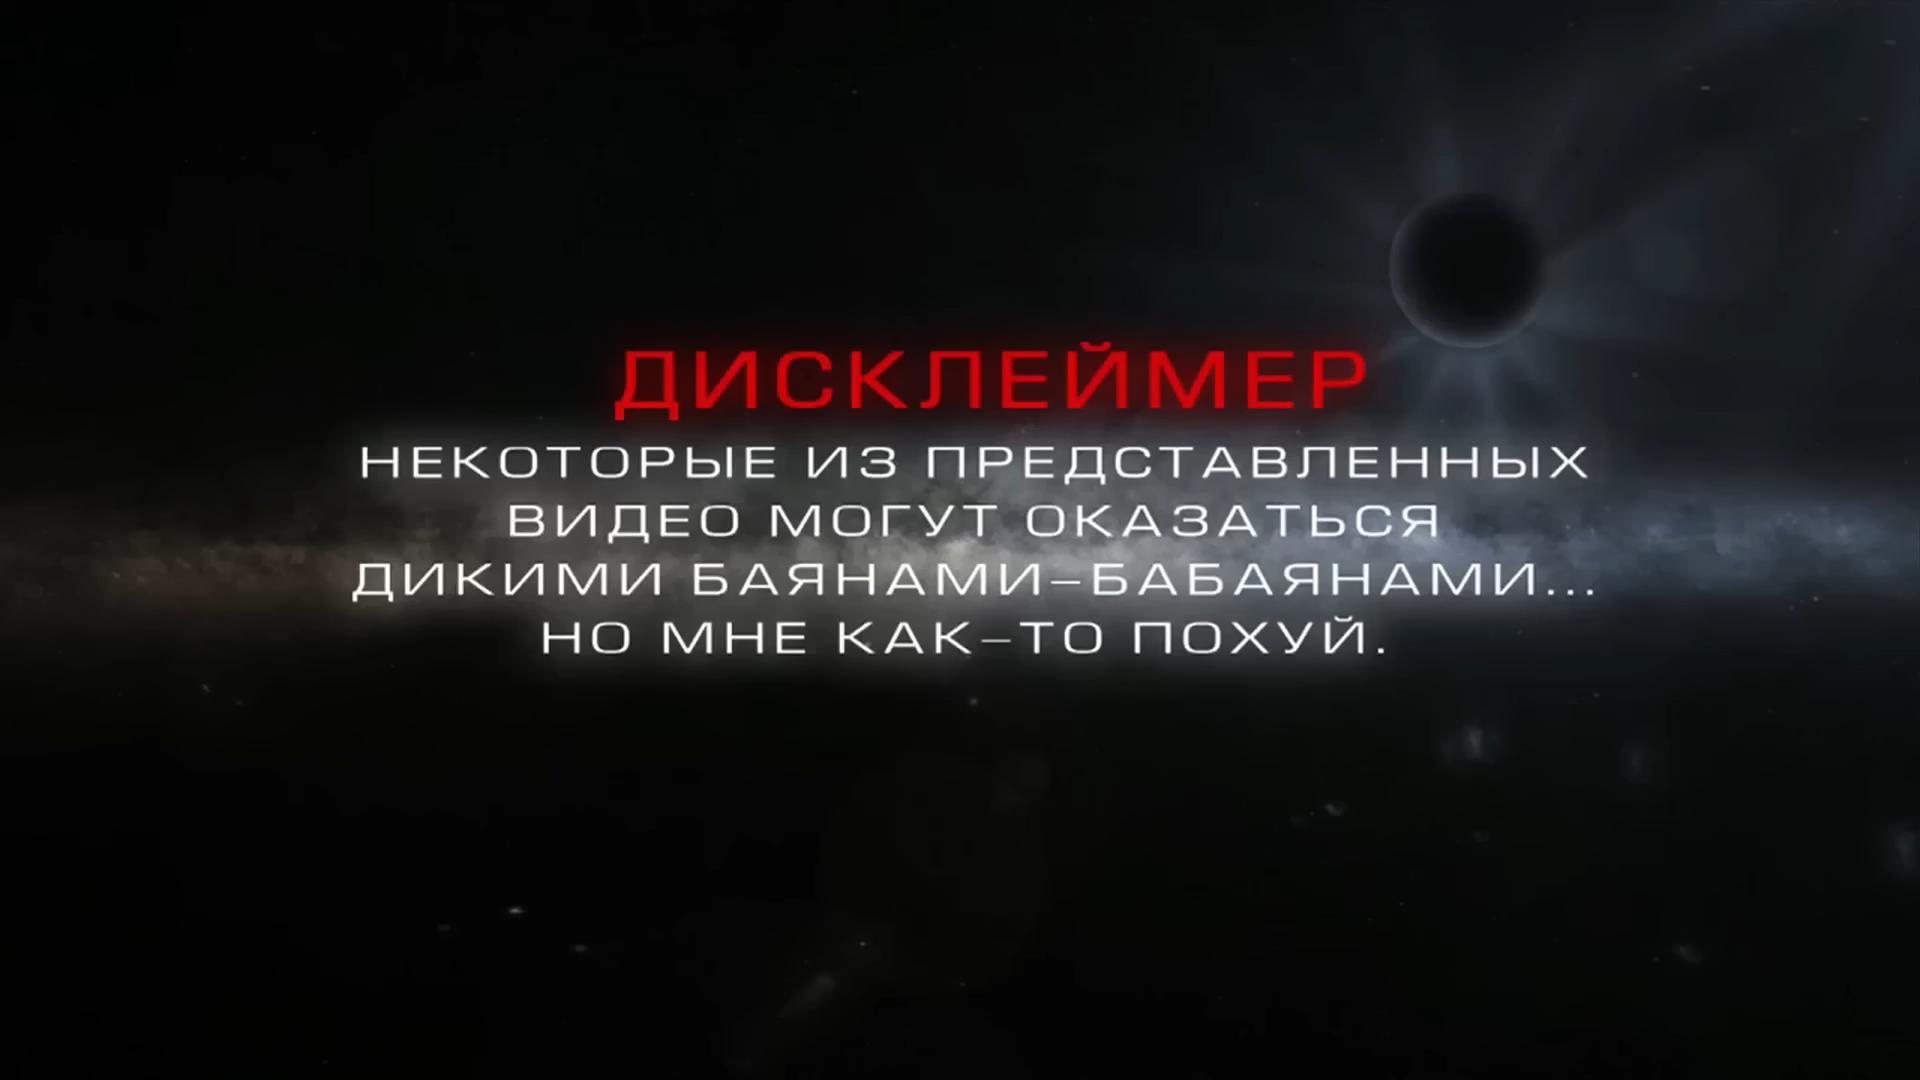 ДИСКЛЕЙМЕР
НЕКОТОРЫЕ ИЗ ПРЕДСТАВЛЕННЫХ
ВИДЕО МОГУТ ОКАЗАТЬСЯ
ДИКИМИ БАЯНАМИ–БАБАЯНАМИ...
НО МНЕ КАК–ТО ПОХУЙ.